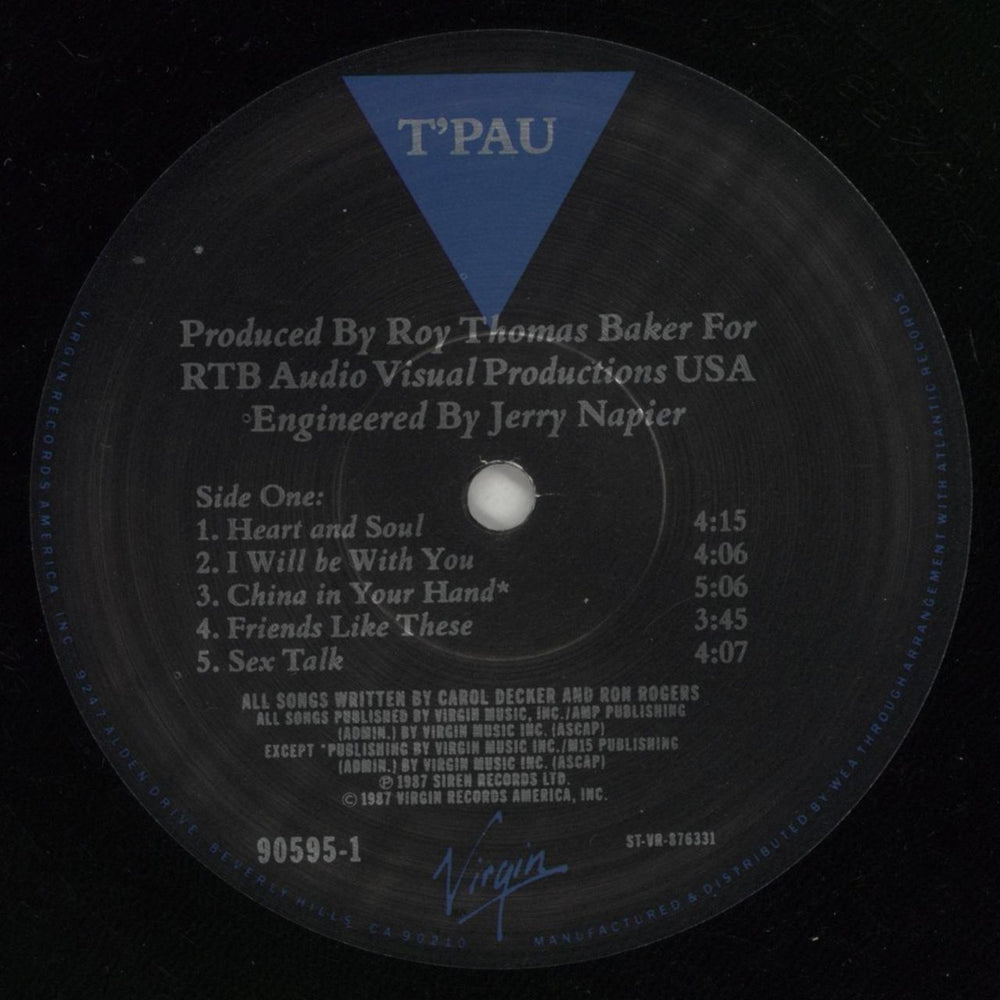 T'PAU
Produced By Roy Thomas Baker For
RTB Audio Visual Productions USA
Engineered By Jerry Napier
Side One:
1. Heart and Soul 4:15
2. I Will be With You 4:06
3. China in Your Hand* 5:06
4. Friends Like These 3:45
5. Sex Talk 4:07
ALL SONGS WRITTEN BY CAROL DECKER AND RON ROGERS
ALL SONGS PUBLISHED BY VIRGIN MUSIC, INC./AMP PUBLISHING
(ADMIN.) BY VIRGIN MUSIC INC. (ASCAP)
EXCEPT *PUBLISHING BY VIRGIN MUSIC INC./M15 PUBLISHING
(ADMIN.) BY VIRGIN MUSIC INC. (ASCAP)
℗ 1987 SIREN RECORDS LTD.
© 1987 VIRGIN RECORDS AMERICA, INC.
90595-1
ST-VR-876331
Virgin
VIRGIN RECORDS AMERICA, INC. 9247 ALDEN DRIVE, BEVERLY HILLS, CA 90210
MANUFACTURED & DISTRIBUTED BY WEA THROUGH ARRANGEMENT WITH ATLANTIC RECORDS